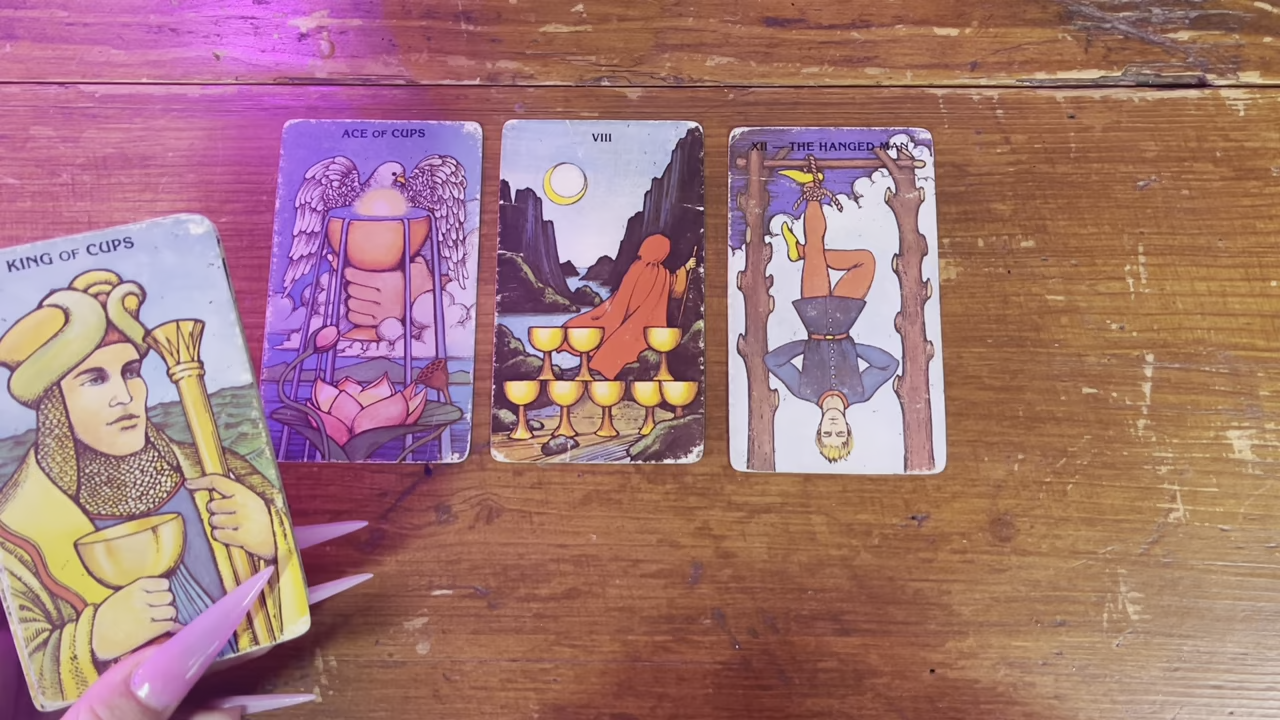 ACE OF CUPS
VIII
XII — THE HANGED MAN
KING OF CUPS